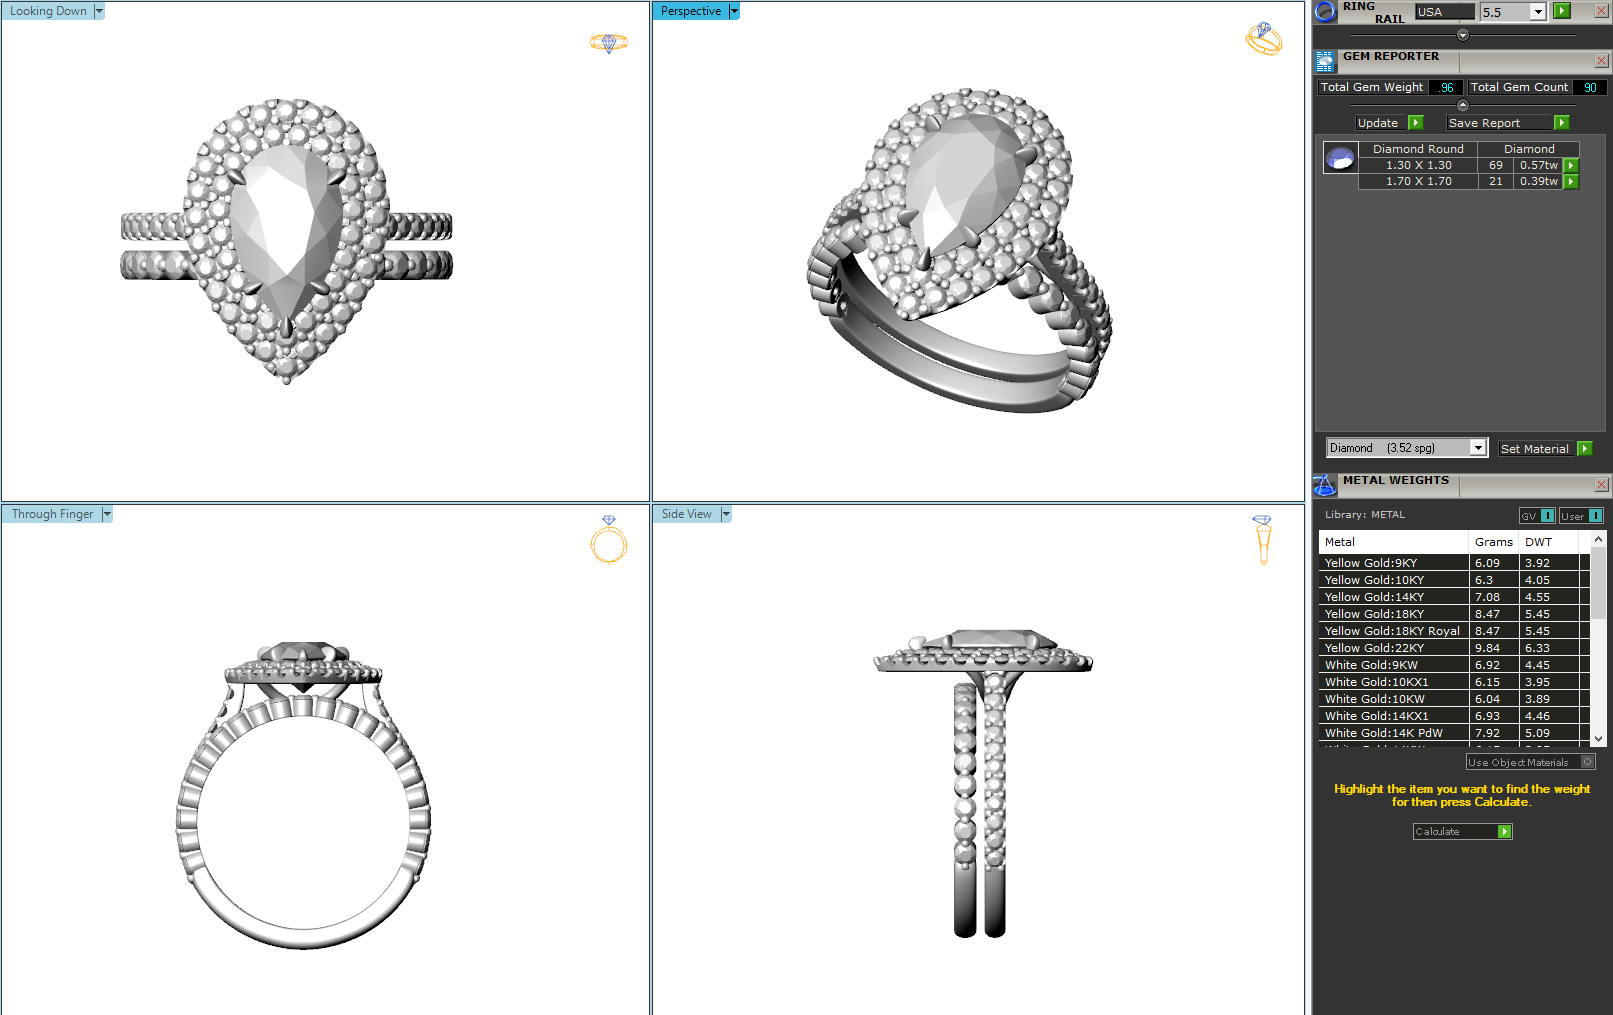 Looking Down
Perspective
Through Finger
Side View
RING RAIL USA 5.5
GEM REPORTER
Total Gem Weight .96 Total Gem Count 90
Update Save Report
Diamond Round Diamond
1.30 X 1.30 69 0.57tw
1.70 X 1.70 21 0.39tw
Diamond (3.52 spg) Set Material
METAL WEIGHTS
Library: METAL GV I User I
Metal Grams DWT
Yellow Gold:9KY 6.09 3.92
Yellow Gold:10KY 6.3 4.05
Yellow Gold:14KY 7.08 4.55
Yellow Gold:18KY 8.47 5.45
Yellow Gold:18KY Royal 8.47 5.45
Yellow Gold:22KY 9.84 6.33
White Gold:9KW 6.92 4.45
White Gold:10KX1 6.15 3.95
White Gold:10KW 6.04 3.89
White Gold:14KX1 6.93 4.46
White Gold:14K PdW 7.92 5.09
Use Object Materials
Highlight the item you want to find the weight
for then press Calculate.
Calculate